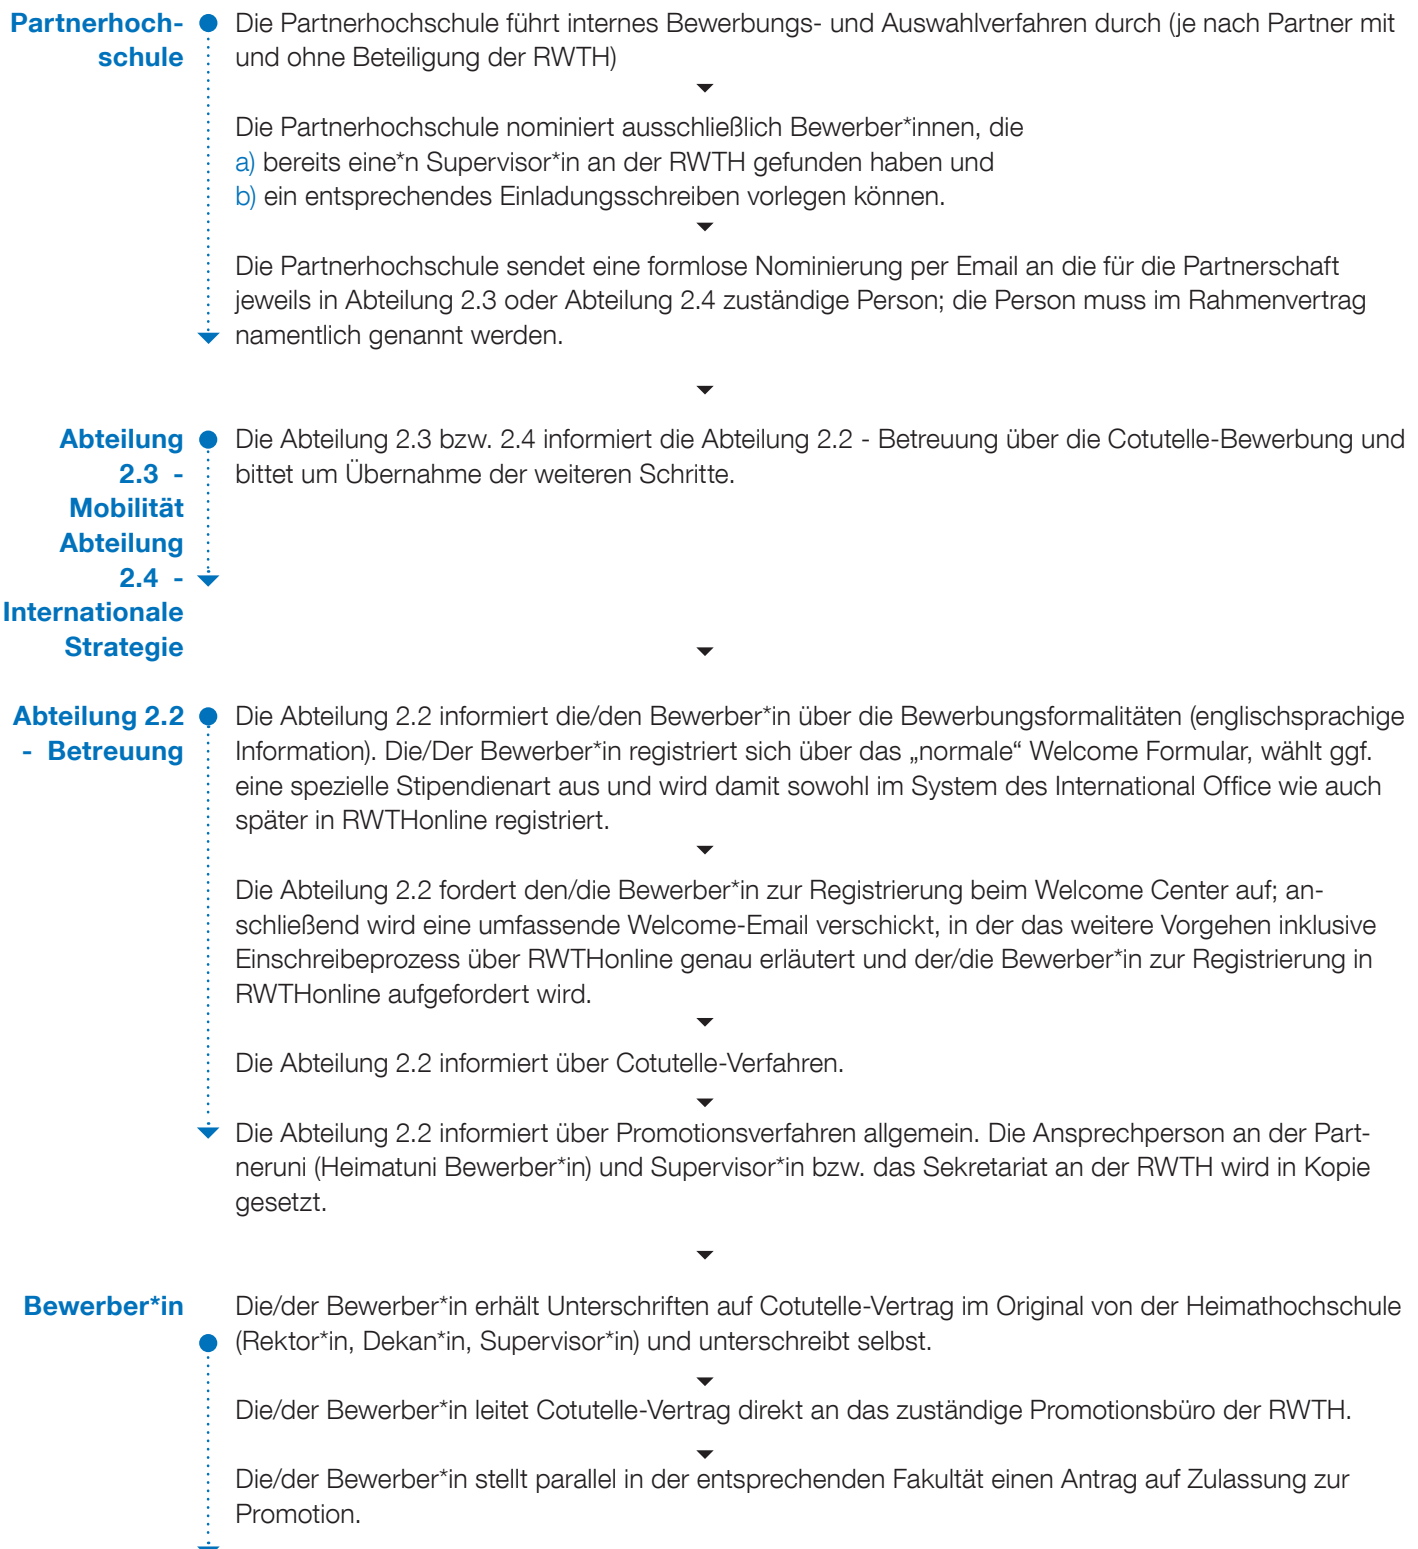 Partnerhoch-
schule
Die Partnerhochschule führt internes Bewerbungs- und Auswahlverfahren durch (je nach Partner mit
und ohne Beteiligung der RWTH)
Die Partnerhochschule nominiert ausschließlich Bewerber*innen, die
a) bereits eine*n Supervisor*in an der RWTH gefunden haben und
b) ein entsprechendes Einladungsschreiben vorlegen können.
Die Partnerhochschule sendet eine formlose Nominierung per Email an die für die Partnerschaft
jeweils in Abteilung 2.3 oder Abteilung 2.4 zuständige Person; die Person muss im Rahmenvertrag
namentlich genannt werden.
Abteilung
2.3 -
Mobilität
Abteilung
2.4 -
Internationale
Strategie
Die Abteilung 2.3 bzw. 2.4 informiert die Abteilung 2.2 - Betreuung über die Cotutelle-Bewerbung und
bittet um Übernahme der weiteren Schritte.
Abteilung 2.2
- Betreuung
Die Abteilung 2.2 informiert die/den Bewerber*in über die Bewerbungsformalitäten (englischsprachige
Information). Die/Der Bewerber*in registriert sich über das „normale“ Welcome Formular, wählt ggf.
eine spezielle Stipendienart aus und wird damit sowohl im System des International Office wie auch
später in RWTHonline registriert.
Die Abteilung 2.2 fordert den/die Bewerber*in zur Registrierung beim Welcome Center auf; an-
schließend wird eine umfassende Welcome-Email verschickt, in der das weitere Vorgehen inklusive
Einschreibeprozess über RWTHonline genau erläutert und der/die Bewerber*in zur Registrierung in
RWTHonline aufgefordert wird.
Die Abteilung 2.2 informiert über Cotutelle-Verfahren.
Die Abteilung 2.2 informiert über Promotionsverfahren allgemein. Die Ansprechperson an der Part-
neruni (Heimatuni Bewerber*in) und Supervisor*in bzw. das Sekretariat an der RWTH wird in Kopie
gesetzt.
Bewerber*in
Die/der Bewerber*in erhält Unterschriften auf Cotutelle-Vertrag im Original von der Heimathochschule
(Rektor*in, Dekan*in, Supervisor*in) und unterschreibt selbst.
Die/der Bewerber*in leitet Cotutelle-Vertrag direkt an das zuständige Promotionsbüro der RWTH.
Die/der Bewerber*in stellt parallel in der entsprechenden Fakultät einen Antrag auf Zulassung zur
Promotion.